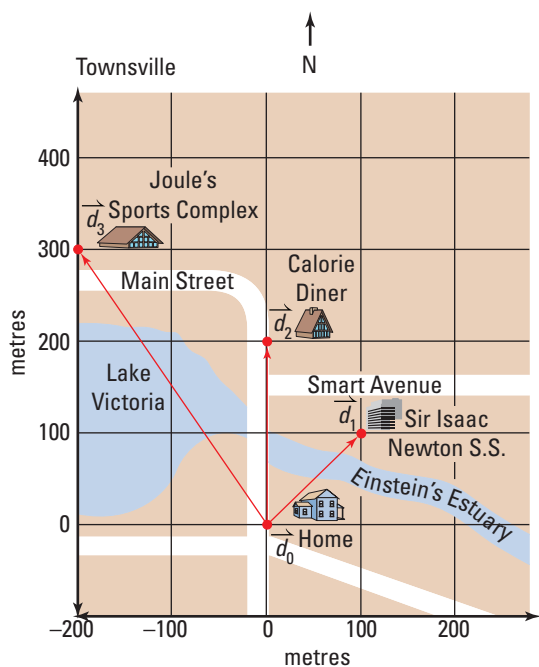 N
Townsville
400
300
200
100
0
metres
Joule's
d₃ Sports Complex
Main Street
Calorie
Diner
d₂
Lake
Victoria
Smart Avenue
d₁
Sir Isaac
Newton S.S.
Einstein's Estuary
d₀ Home
–200
–100
0
100
200
metres